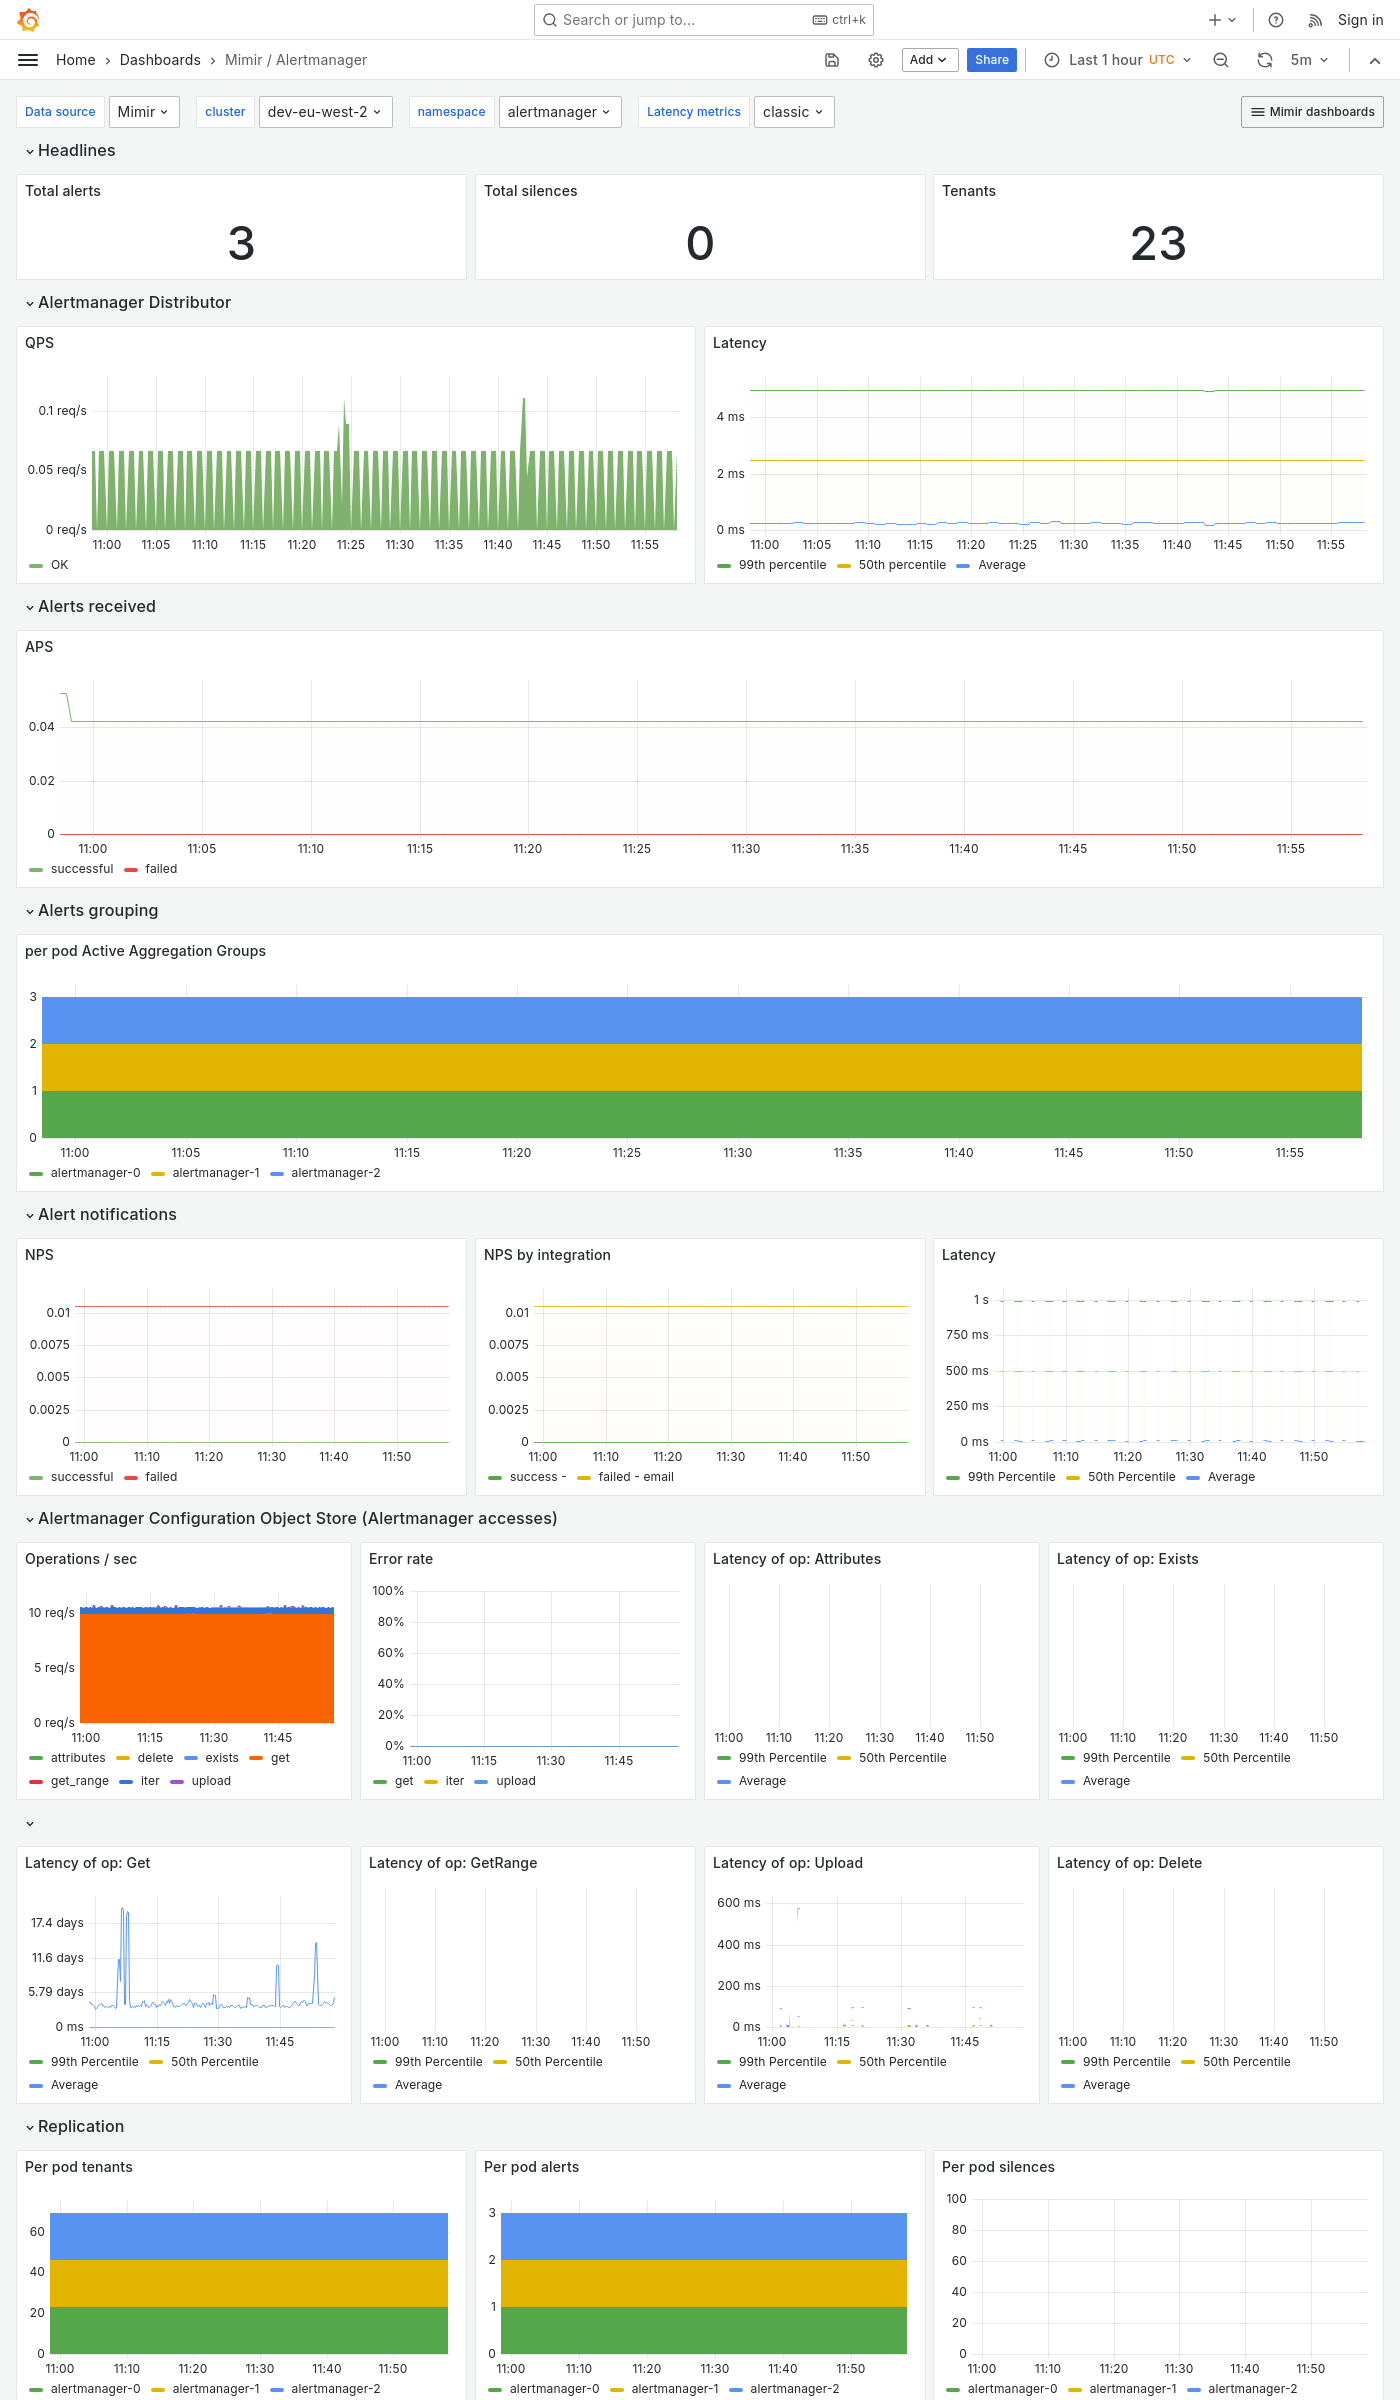 Search or jump to... ctrl+k Sign in
Home › Dashboards › Mimir / Alertmanager Add Share Last 1 hour UTC 5m
Data source Mimir cluster dev-eu-west-2 namespace alertmanager Latency metrics classic Mimir dashboards
Headlines
Total alerts Total silences Tenants
3 0 23
Alertmanager Distributor
QPS
0.1 req/s
0.05 req/s
0 req/s
11:00 11:05 11:10 11:15 11:20 11:25 11:30 11:35 11:40 11:45 11:50 11:55
OK
Latency
4 ms
2 ms
0 ms
11:00 11:05 11:10 11:15 11:20 11:25 11:30 11:35 11:40 11:45 11:50 11:55
99th percentile 50th percentile Average
Alerts received
APS
0.04
0.02
0
11:00 11:05 11:10 11:15 11:20 11:25 11:30 11:35 11:40 11:45 11:50 11:55
successful failed
Alerts grouping
per pod Active Aggregation Groups
3
2
1
0
11:00 11:05 11:10 11:15 11:20 11:25 11:30 11:35 11:40 11:45 11:50 11:55
alertmanager-0 alertmanager-1 alertmanager-2
Alert notifications
NPS
0.01
0.0075
0.005
0.0025
0
11:00 11:10 11:20 11:30 11:40 11:50
successful failed
NPS by integration
0.01
0.0075
0.005
0.0025
0
11:00 11:10 11:20 11:30 11:40 11:50
success - failed - email
Latency
1 s
750 ms
500 ms
250 ms
0 ms
11:00 11:10 11:20 11:30 11:40 11:50
99th Percentile 50th Percentile Average
Alertmanager Configuration Object Store (Alertmanager accesses)
Operations / sec
10 req/s
5 req/s
0 req/s
11:00 11:15 11:30 11:45
attributes delete exists get
get_range iter upload
Error rate
100%
80%
60%
40%
20%
0%
11:00 11:15 11:30 11:45
get iter upload
Latency of op: Attributes
11:00 11:10 11:20 11:30 11:40 11:50
99th Percentile 50th Percentile
Average
Latency of op: Exists
11:00 11:10 11:20 11:30 11:40 11:50
99th Percentile 50th Percentile
Average
Latency of op: Get
17.4 days
11.6 days
5.79 days
0 ms
11:00 11:15 11:30 11:45
99th Percentile 50th Percentile
Average
Latency of op: GetRange
11:00 11:10 11:20 11:30 11:40 11:50
99th Percentile 50th Percentile
Average
Latency of op: Upload
600 ms
400 ms
200 ms
0 ms
11:00 11:15 11:30 11:45
99th Percentile 50th Percentile
Average
Latency of op: Delete
11:00 11:10 11:20 11:30 11:40 11:50
99th Percentile 50th Percentile
Average
Replication
Per pod tenants
60
40
20
0
11:00 11:10 11:20 11:30 11:40 11:50
alertmanager-0 alertmanager-1 alertmanager-2
Per pod alerts
3
2
1
0
11:00 11:10 11:20 11:30 11:40 11:50
alertmanager-0 alertmanager-1 alertmanager-2
Per pod silences
100
80
60
40
20
0
11:00 11:10 11:20 11:30 11:40 11:50
alertmanager-0 alertmanager-1 alertmanager-2